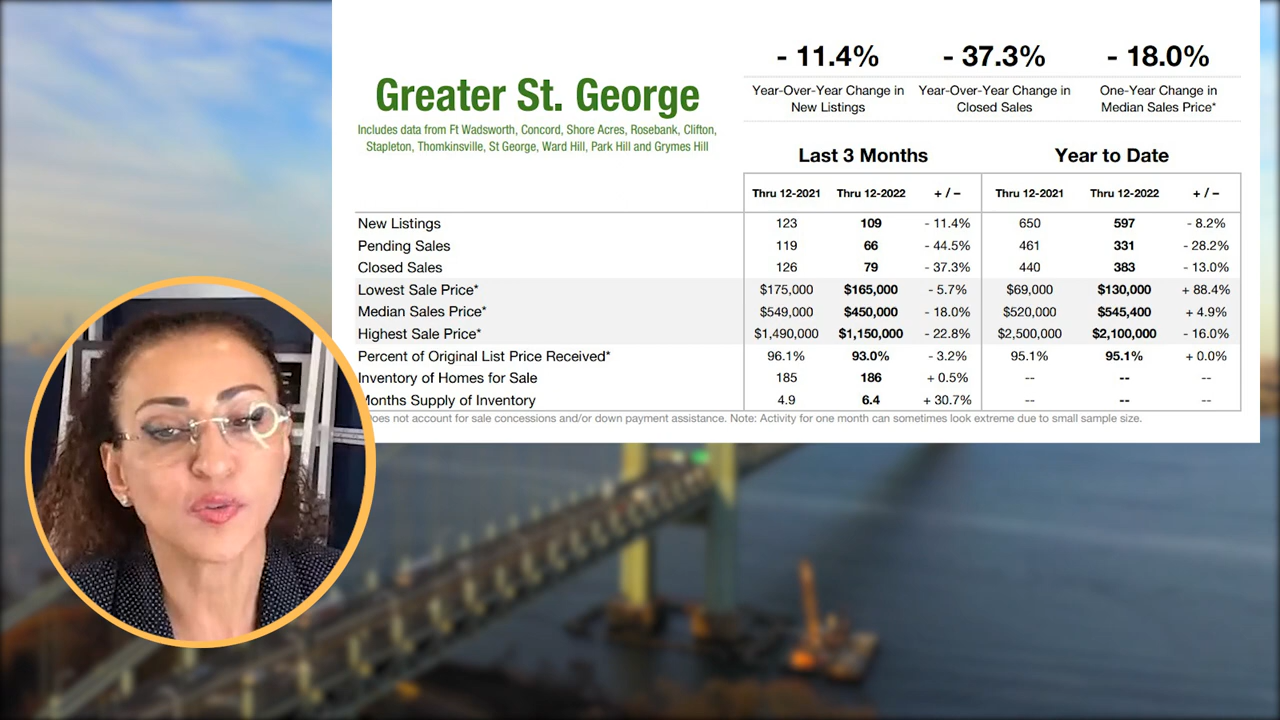 - 11.4%
- 37.3%
- 18.0%
Greater St. George
Year-Over-Year Change in New Listings
Year-Over-Year Change in Closed Sales
One-Year Change in Median Sales Price*
Includes data from Ft Wadsworth, Concord, Shore Acres, Rosebank, Clifton,
Stapleton, Thomkinsville, St George, Ward Hill, Park Hill and Grymes Hill
Last 3 Months Year to Date
Thru 12-2021 Thru 12-2022 + / – Thru 12-2021 Thru 12-2022 + / –
New Listings 123 109 - 11.4% 650 597 - 8.2%
Pending Sales 119 66 - 44.5% 461 331 - 28.2%
Closed Sales 126 79 - 37.3% 440 383 - 13.0%
Lowest Sale Price* $175,000 $165,000 - 5.7% $69,000 $130,000 + 88.4%
Median Sales Price* $549,000 $450,000 - 18.0% $520,000 $545,400 + 4.9%
Highest Sale Price* $1,490,000 $1,150,000 - 22.8% $2,500,000 $2,100,000 - 16.0%
Percent of Original List Price Received* 96.1% 93.0% - 3.2% 95.1% 95.1% + 0.0%
Inventory of Homes for Sale 185 186 + 0.5% -- -- --
Months Supply of Inventory 4.9 6.4 + 30.7% -- -- --
Does not account for sale concessions and/or down payment assistance. Note: Activity for one month can sometimes look extreme due to small sample size.